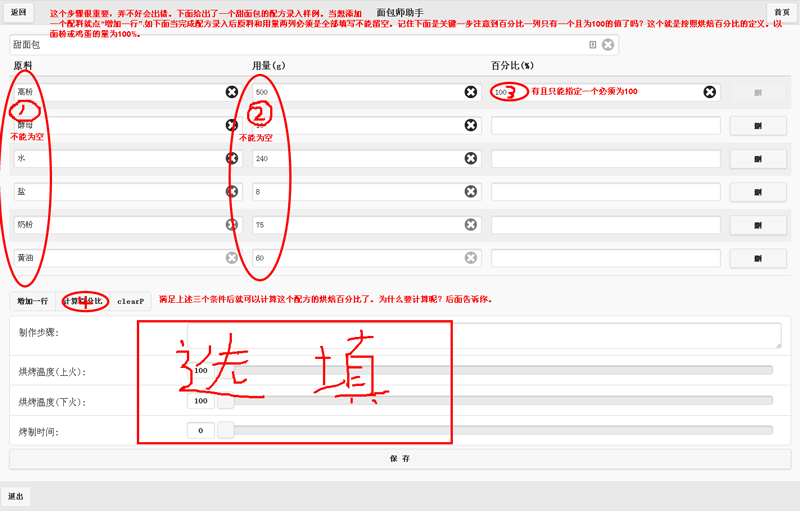 返回
这个步骤很重要，弄不好会出错。下面给出了一个甜面包的配方录入样例。当想添加
面包师助手
首页
一个配料就点"增加一行".如下面当完成配方录入后原料和用量两列必须是全部填写不能留空。记住下面是关键一步注意到百分比一列只有一个且为100的值了吗？这个就是按照烘焙百分比的定义。以
面粉或鸡蛋的量为100%。
甜面包
原料 用量(g) 百分比(%)
高粉 500 100 3 有且只能指定一个必须为100 删
1 2
酵母 10 删
不能为空 不能为空
水 240 删
盐 8 删
奶粉 75 删
黄油 60 删
增加一行 计算百分比 clearP 满足上述三个条件后就可以计算这个配方的烘焙百分比了。为什么要计算呢？后面告诉你。
4
制作步骤:
选 填
烘烤温度(上火): 100
烘烤温度(下火): 100
烤制时间: 0
保 存
退出